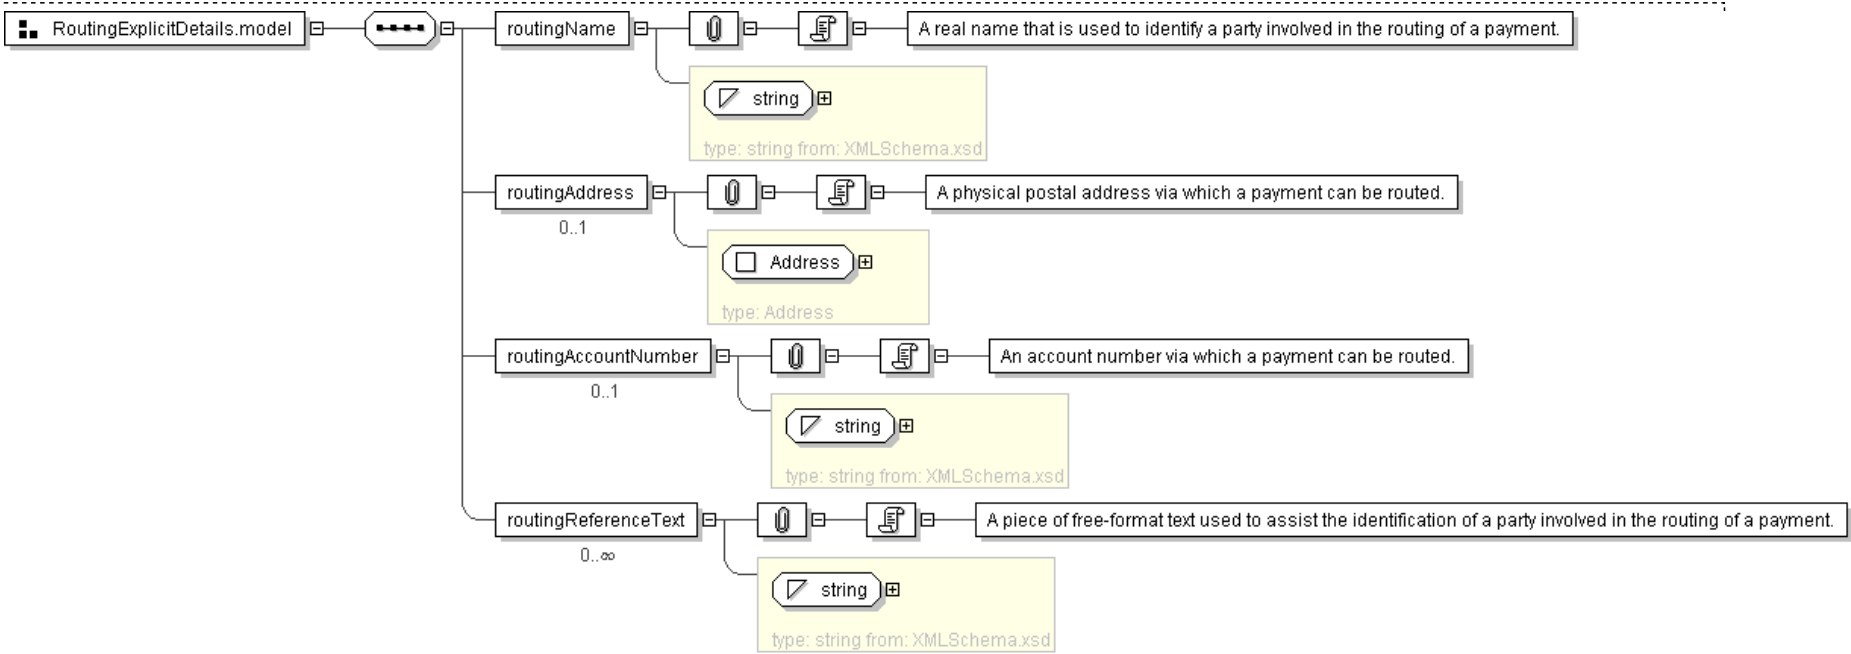 RoutingExplicitDetails.model
routingName
A real name that is used to identify a party involved in the routing of a payment.
string
type: string from: XMLSchema.xsd
routingAddress
A physical postal address via which a payment can be routed.
0..1
Address
type: Address
routingAccountNumber
An account number via which a payment can be routed.
0..1
string
type: string from: XMLSchema.xsd
routingReferenceText
A piece of free-format text used to assist the identification of a party involved in the routing of a payment.
0..∞
string
type: string from: XMLSchema.xsd